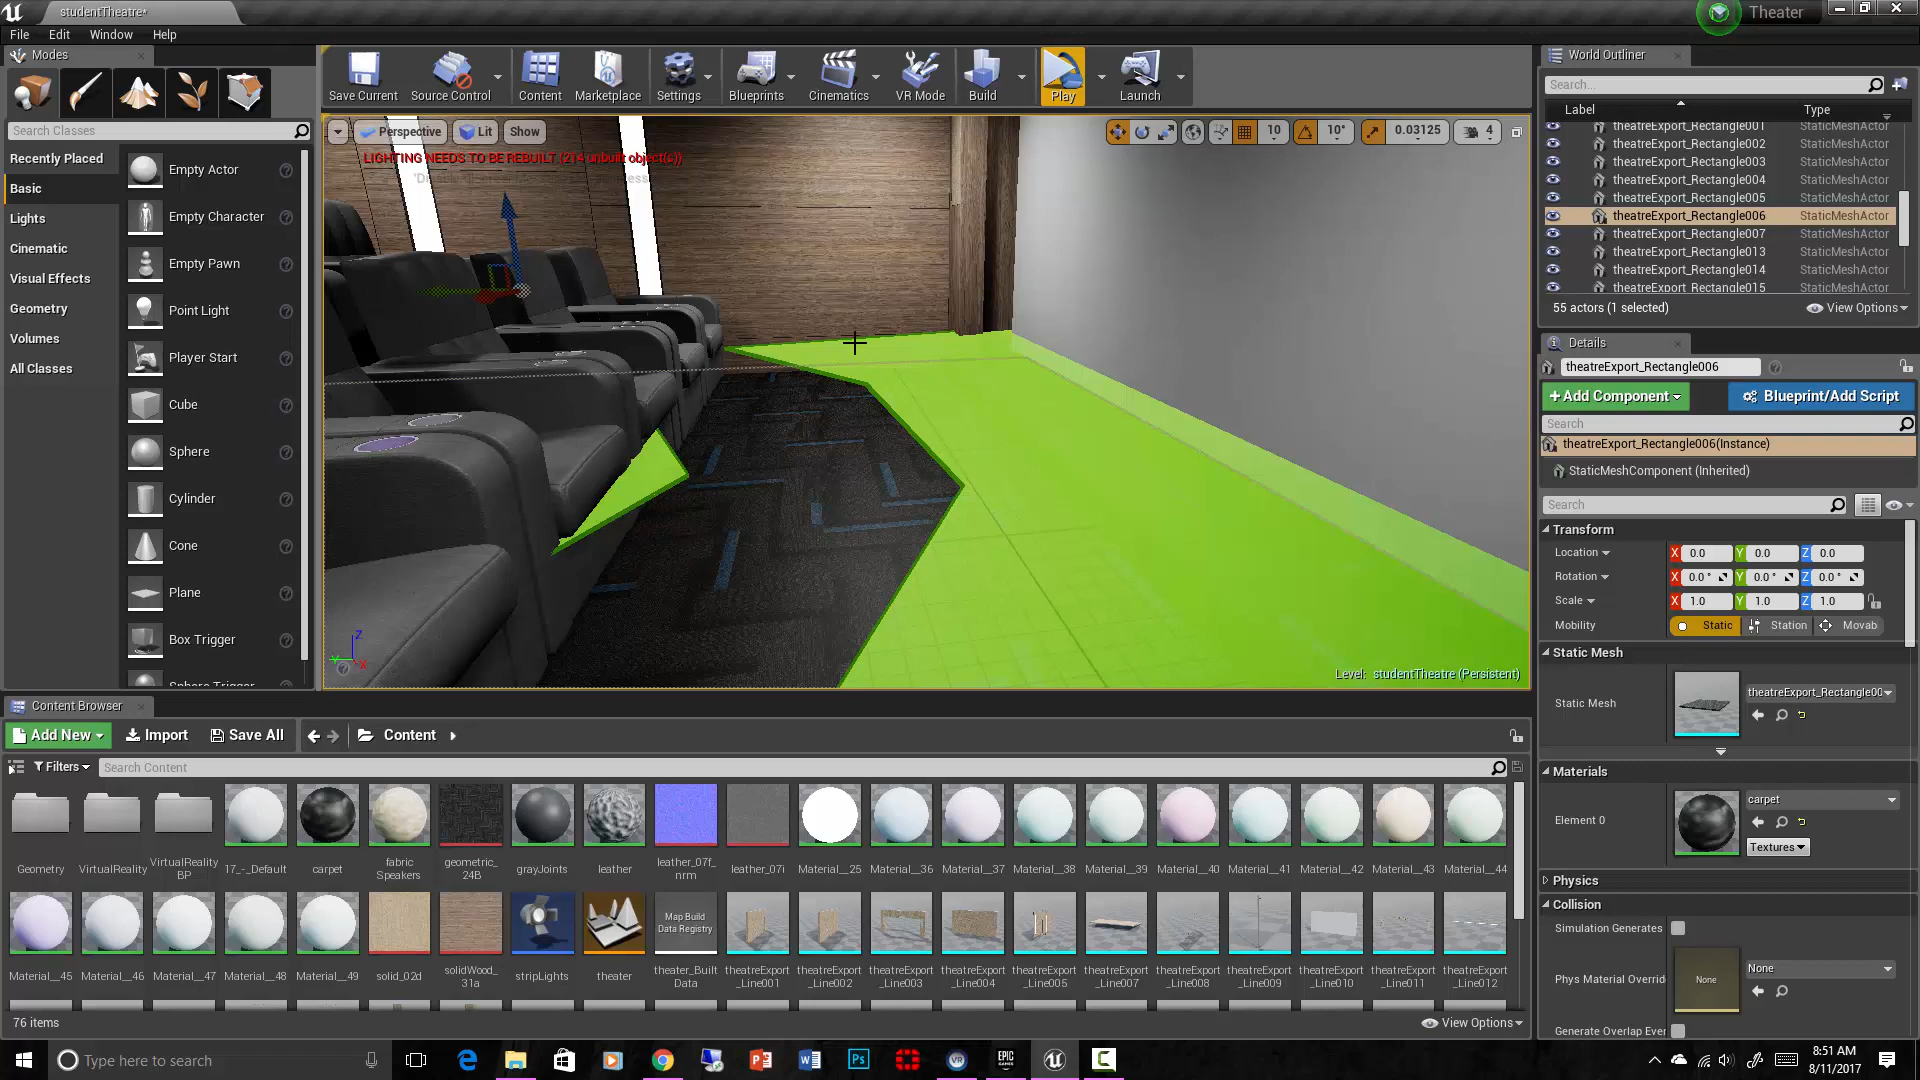 studentTheatre*
Theater
File Edit Window Help
Modes
Search Classes
Recently Placed
Basic
Lights
Cinematic
Visual Effects
Geometry
Volumes
All Classes
Empty Actor
Empty Character
Empty Pawn
Point Light
Player Start
Cube
Sphere
Cylinder
Cone
Plane
Box Trigger
Sphere Trigger
Save Current Source Control Content Marketplace Settings Blueprints Cinematics VR Mode Build Play Launch
Perspective Lit Show
10 10° 0.03125 4
LIGHTING NEEDS TO BE REBUILT (214 unbuilt object(s))
Level: studentTheatre (Persistent)
World Outliner
Search...
Label Type
theatreExport_Rectangle001 StaticMeshActor
theatreExport_Rectangle002 StaticMeshActor
theatreExport_Rectangle003 StaticMeshActor
theatreExport_Rectangle004 StaticMeshActor
theatreExport_Rectangle005 StaticMeshActor
theatreExport_Rectangle006 StaticMeshActor
theatreExport_Rectangle007 StaticMeshActor
theatreExport_Rectangle013 StaticMeshActor
theatreExport_Rectangle014 StaticMeshActor
theatreExport_Rectangle015 StaticMeshActor
55 actors (1 selected) View Options
Details
theatreExport_Rectangle006
+Add Component Blueprint/Add Script
Search
theatreExport_Rectangle006(Instance)
StaticMeshComponent (Inherited)
Search
Transform
Location X 0.0 Y 0.0 Z 0.0
Rotation X 0.0 ° Y 0.0 ° Z 0.0 °
Scale X 1.0 Y 1.0 Z 1.0
Mobility Static Station Movab
Static Mesh
Static Mesh theatreExport_Rectangle00
Materials
Element 0 carpet
Textures
Physics
Collision
Simulation Generates
Phys Material Overrid None None
Generate Overlap Ever
Content Browser
Add New Import Save All Content
Filters Search Content
Geometry VirtualReality VirtualReality BP 17_-_Default carpet fabric Speakers geometric_24B grayJoints leather leather_07f_nrm leather_07i Material__25 Material__36 Material__37 Material__38 Material__39 Material__40 Material__41 Material__42 Material__43 Material__44
Map Build
Data Registry
Material__45 Material__46 Material__47 Material__48 Material__49 solid_02d solidWood_31a stripLights theater theater_Built Data theatreExport_Line001 theatreExport_Line002 theatreExport_Line003 theatreExport_Line004 theatreExport_Line005 theatreExport_Line007 theatreExport_Line008 theatreExport_Line009 theatreExport_Line010 theatreExport_Line011 theatreExport_Line012
76 items View Options
Type here to search
8:51 AM
8/11/2017